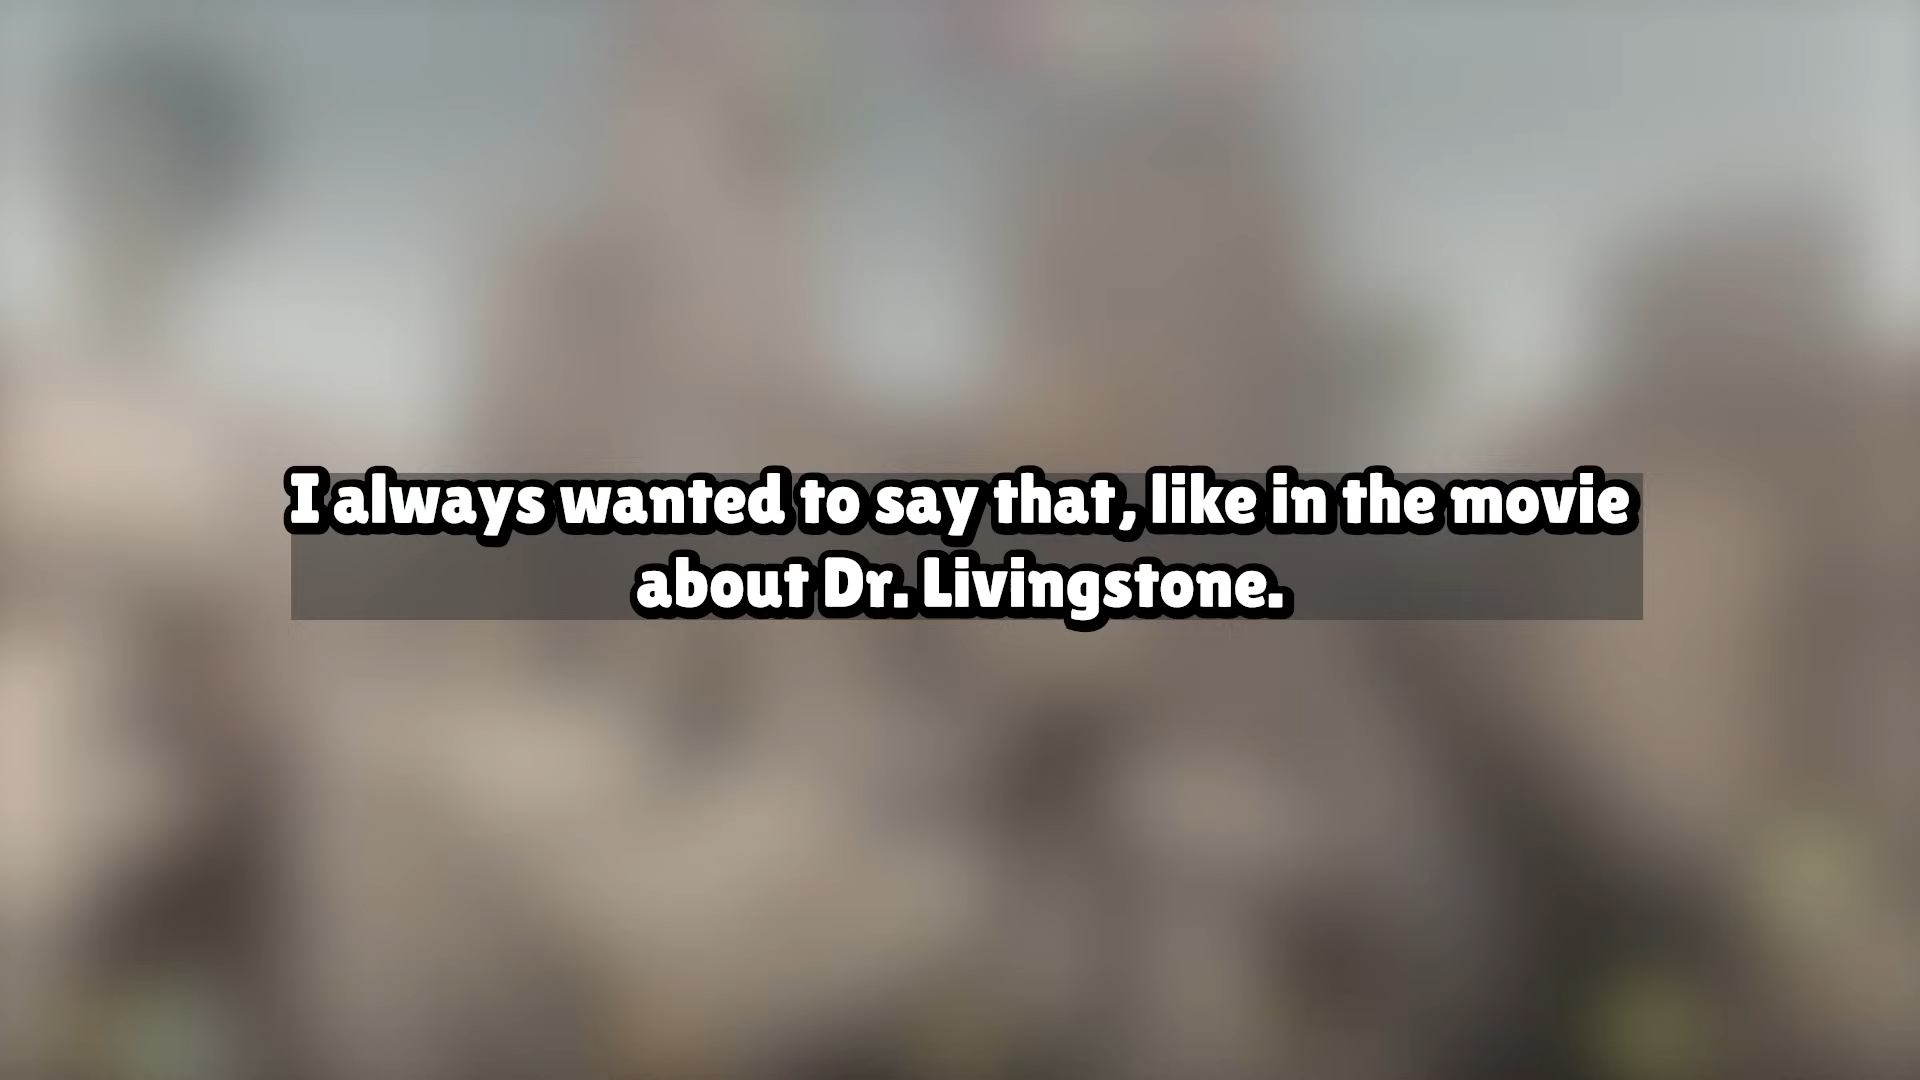 I always wanted to say that, like in the movie
about Dr. Livingstone.